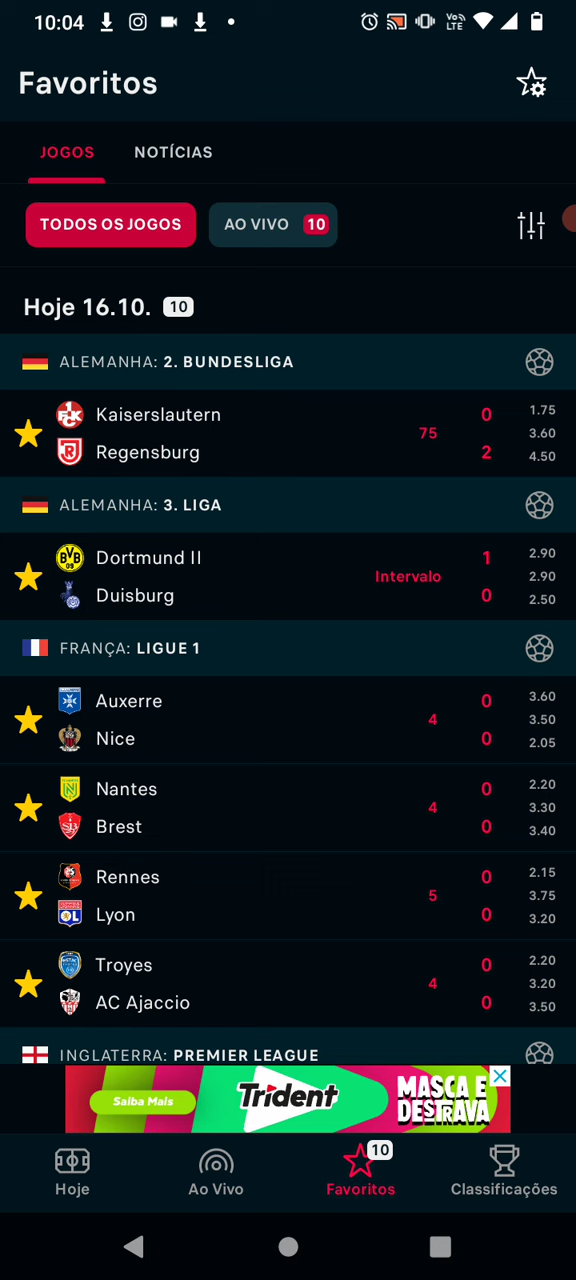 10:04 Vo) LTE
Favoritos
JOGOS NOTÍCIAS
TODOS OS JOGOS AO VIVO 10
Hoje 16.10. 10
ALEMANHA: 2. BUNDESLIGA
Kaiserslautern 0 1.75
75 3.60
Regensburg 2 4.50
ALEMANHA: 3. LIGA
Dortmund II 1 2.90
Intervalo 2.90
Duisburg 0 2.50
FRANÇA: LIGUE 1
Auxerre 0 3.60
4 3.50
Nice 0 2.05
Nantes 0 2.20
4 3.30
Brest 0 3.40
Rennes 0 2.15
5 3.75
Lyon 0 3.20
Troyes 0 2.20
4 3.20
AC Ajaccio 0 3.50
INGLATERRA: PREMIER LEAGUE
Saiba Mais Trident MASCA E
DESTRAVA
10
Hoje Ao Vivo Favoritos Classificações